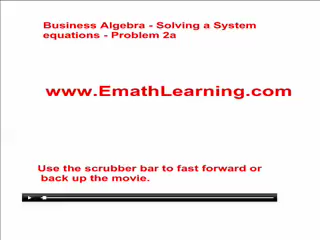 Business Algebra - Solving a System
equations - Problem 2a
www.EmathLearning.com
Use the scrubber bar to fast forward or
back up the movie.